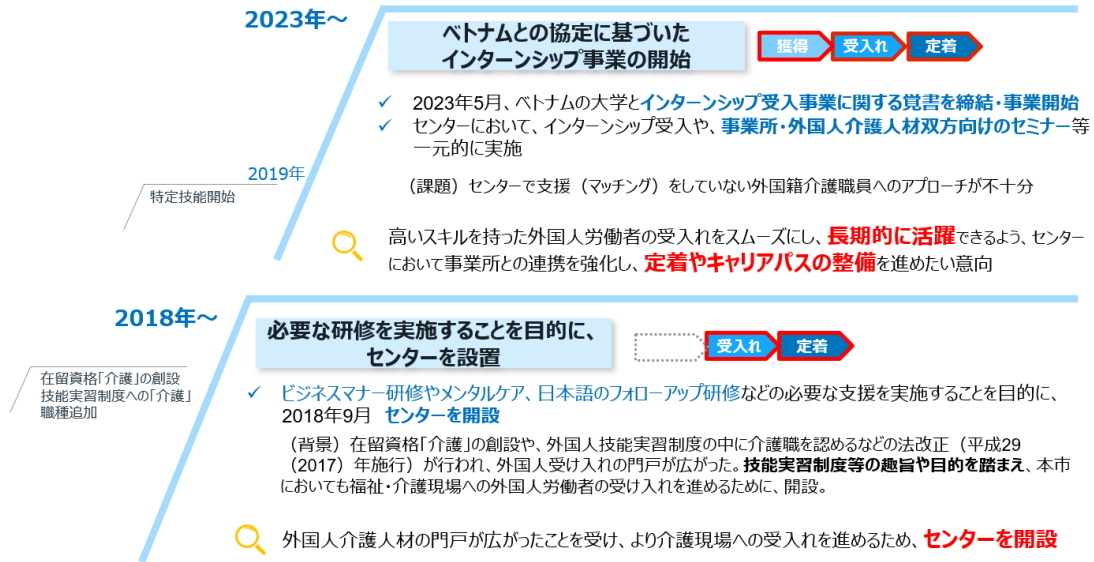 2023年～
ベトナムとの協定に基づいた
インターンシップ事業の開始
獲得 受入れ 定着
✓ 2023年5月、ベトナムの大学とインターンシップ受入事業に関する覚書を締結・事業開始
✓ センターにおいて、インターンシップ受入や、事業所・外国人介護人材双方向けのセミナー等
一元的に実施
2019年
特定技能開始
（課題）センターで支援（マッチング）をしていない外国籍介護職員へのアプローチが不十分
高いスキルを持った外国人労働者の受入れをスムーズにし、長期的に活躍できるよう、センター
において事業所との連携を強化し、定着やキャリアパスの整備を進めたい意向
2018年～
必要な研修を実施することを目的に、
センターを設置
受入れ 定着
在留資格「介護」の創設
技能実習制度への「介護」
職種追加
✓ ビジネスマナー研修やメンタルケア、日本語のフォローアップ研修などの必要な支援を実施することを目的に、
2018年9月 センターを開設
（背景）在留資格「介護」の創設や、外国人技能実習制度の中に介護職を認めるなどの法改正（平成29
（2017）年施行）が行われ、外国人受け入れの門戸が広がった。技能実習制度等の趣旨や目的を踏まえ、本市
においても福祉・介護現場への外国人労働者の受け入れを進めるために、開設。
外国人介護人材の門戸が広がったことを受け、より介護現場への受入れを進めるため、センターを開設